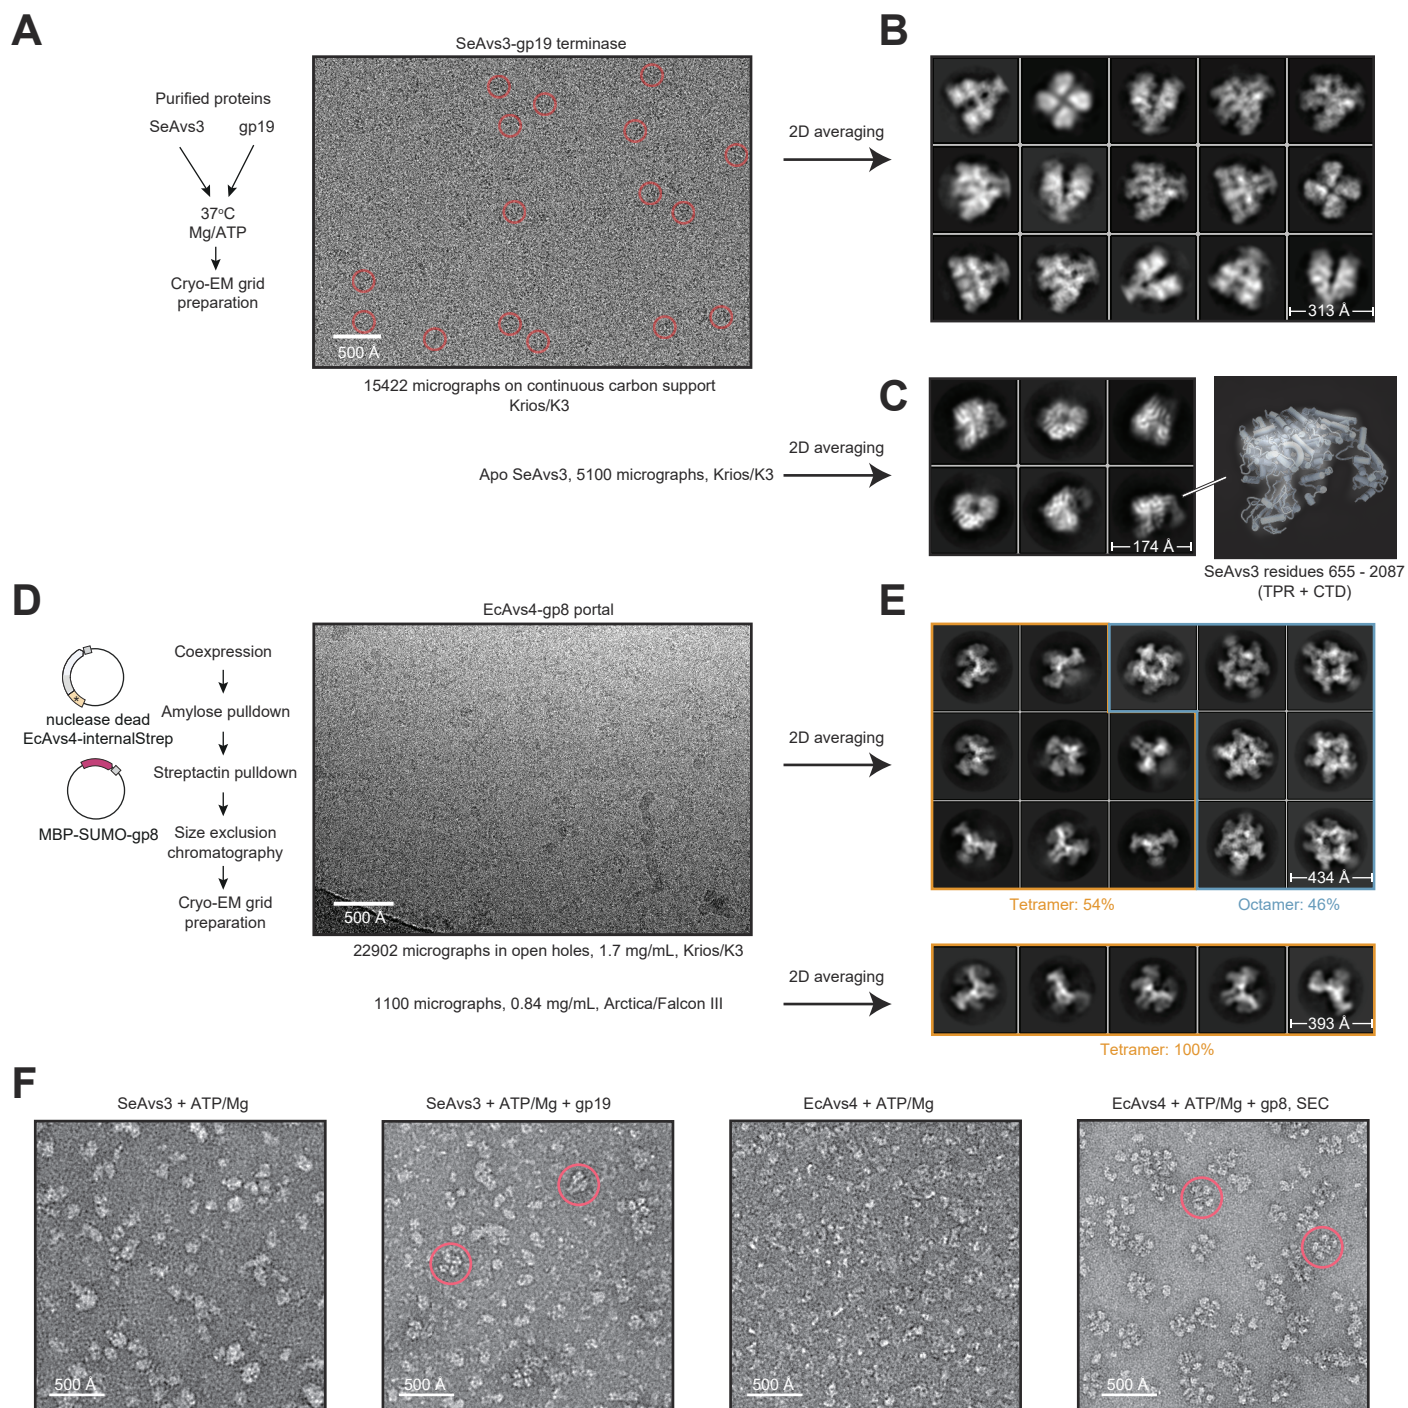 A
SeAvs3-gp19 terminase
Purified proteins
SeAvs3
gp19
37°C
Mg/ATP
Cryo-EM grid
preparation
500 Å
15422 micrographs on continuous carbon support
Krios/K3
2D averaging
B
313 Å
Apo SeAvs3, 5100 micrographs, Krios/K3
2D averaging
C
174 Å
SeAvs3 residues 655 - 2087
(TPR + CTD)
D
EcAvs4-gp8 portal
*
nuclease dead
EcAvs4-internalStrep
MBP-SUMO-gp8
Coexpression
Amylose pulldown
Streptactin pulldown
Size exclusion
chromatography
Cryo-EM grid
preparation
500 Å
22902 micrographs in open holes, 1.7 mg/mL, Krios/K3
2D averaging
E
434 Å
Tetramer: 54%
Octamer: 46%
1100 micrographs, 0.84 mg/mL, Arctica/Falcon III
2D averaging
393 Å
Tetramer: 100%
F
SeAvs3 + ATP/Mg
500 Å
SeAvs3 + ATP/Mg + gp19
500 Å
EcAvs4 + ATP/Mg
500 Å
EcAvs4 + ATP/Mg + gp8, SEC
500 Å